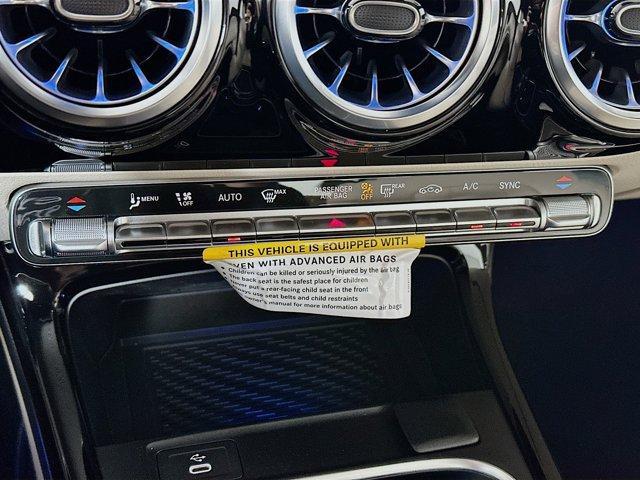 MENU OFF AUTO MAX PASSENGER AIR BAG OFF REAR A/C SYNC
THIS VEHICLE IS EQUIPPED WITH
EVEN WITH ADVANCED AIR BAGS
Children can be killed or seriously injured by the air bag
The back seat is the safest place for children
Never put a rear-facing child seat in the front
Always use seat belts and child restraints
owner's manual for more information about air bags